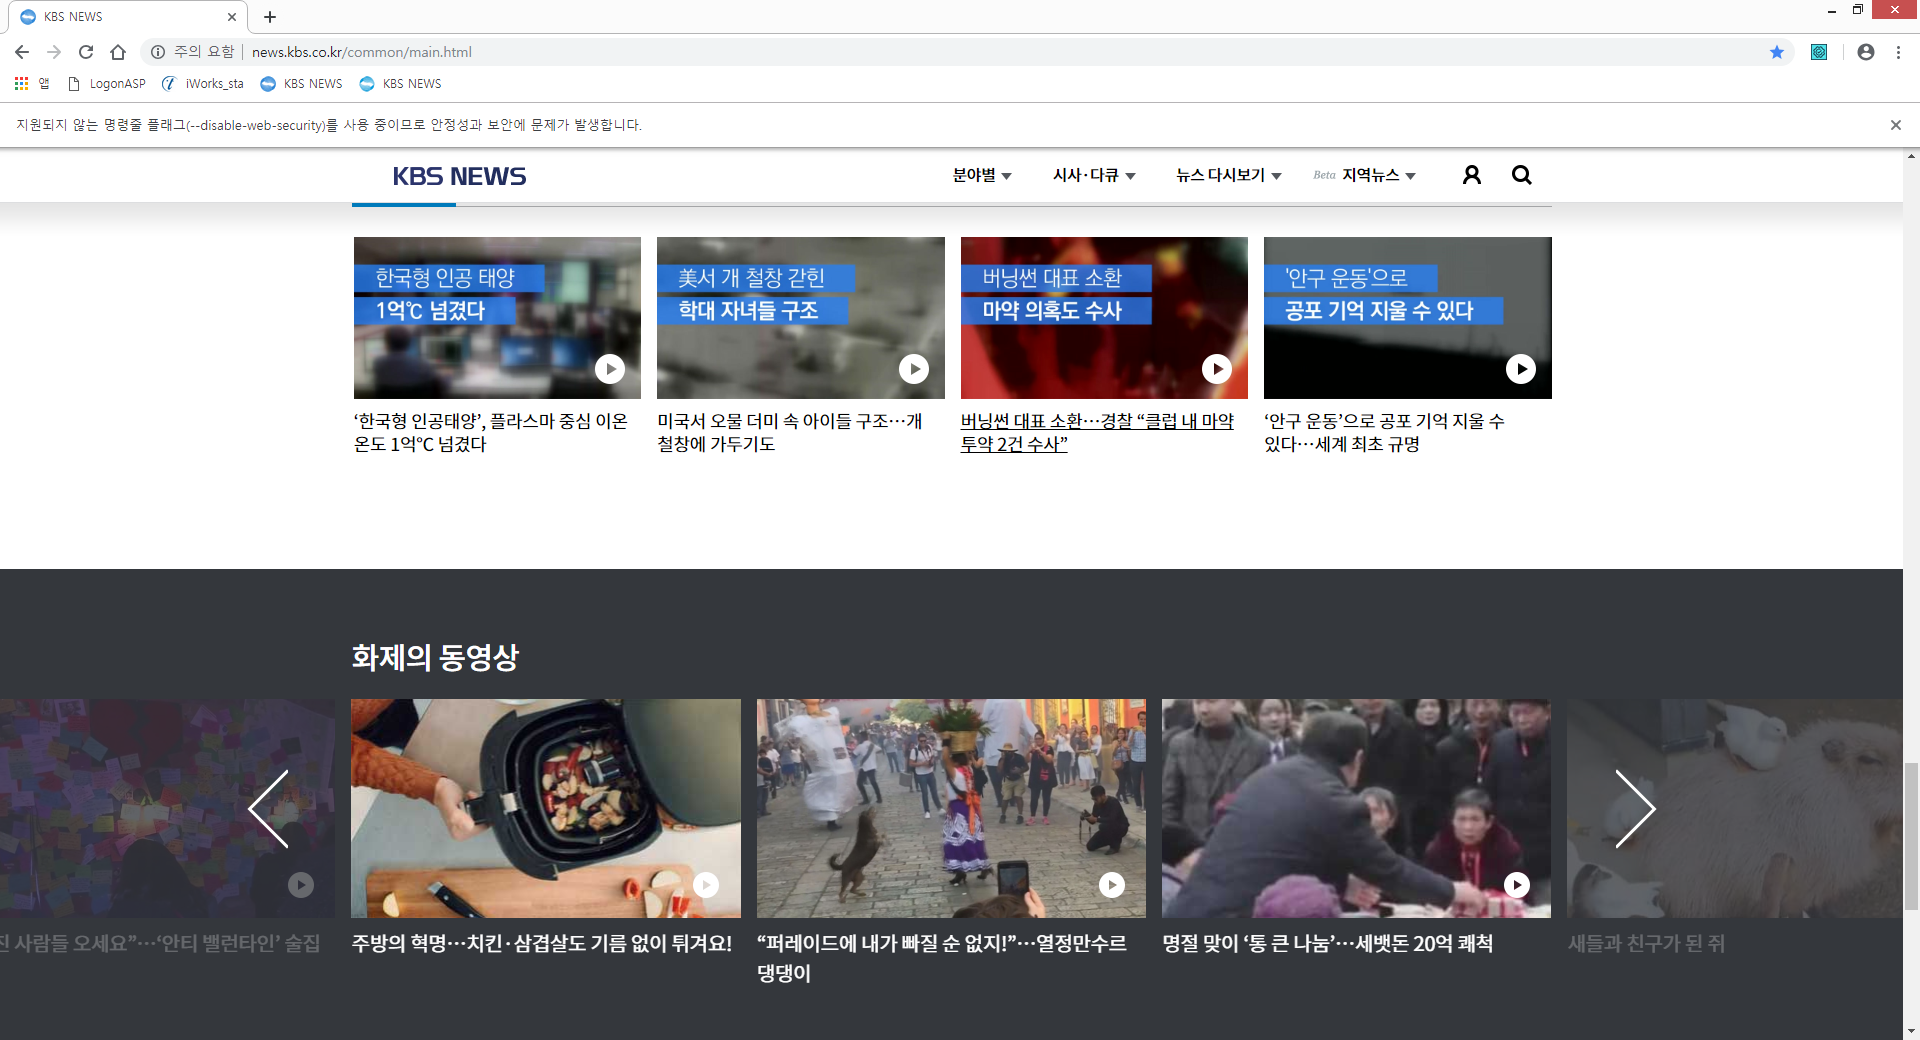 KBS NEWS
주의 요함
news.kbs.co.kr/common/main.html
앱
LogonASP
iWorks_sta
KBS NEWS
KBS NEWS
지원되지 않는 명령줄 플래그(--disable-web-security)를 사용 중이므로 안정성과 보안에 문제가 발생합니다.
KBS NEWS
분야별
시사·다큐
뉴스 다시보기
Beta 지역뉴스
한국형 인공 태양
1억℃ 넘겼다
‘한국형 인공태양’, 플라스마 중심 이온
온도 1억℃ 넘겼다
美서 개 철창 갇힌
학대 자녀들 구조
미국서 오물 더미 속 아이들 구조…개
철창에 가두기도
버닝썬 대표 소환
마약 의혹도 수사
버닝썬 대표 소환…경찰 “클럽 내 마약
투약 2건 수사”
'안구 운동'으로
공포 기억 지울 수 있다
‘안구 운동’으로 공포 기억 지울 수
있다…세계 최초 규명
화제의 동영상
진 사람들 오세요”…‘안티 밸런타인’ 술집
주방의 혁명…치킨·삼겹살도 기름 없이 튀겨요!
“퍼레이드에 내가 빠질 순 없지!”…열정만수르
댕댕이
명절 맞이 ‘통 큰 나눔’…세뱃돈 20억 쾌척
새들과 친구가 된 쥐